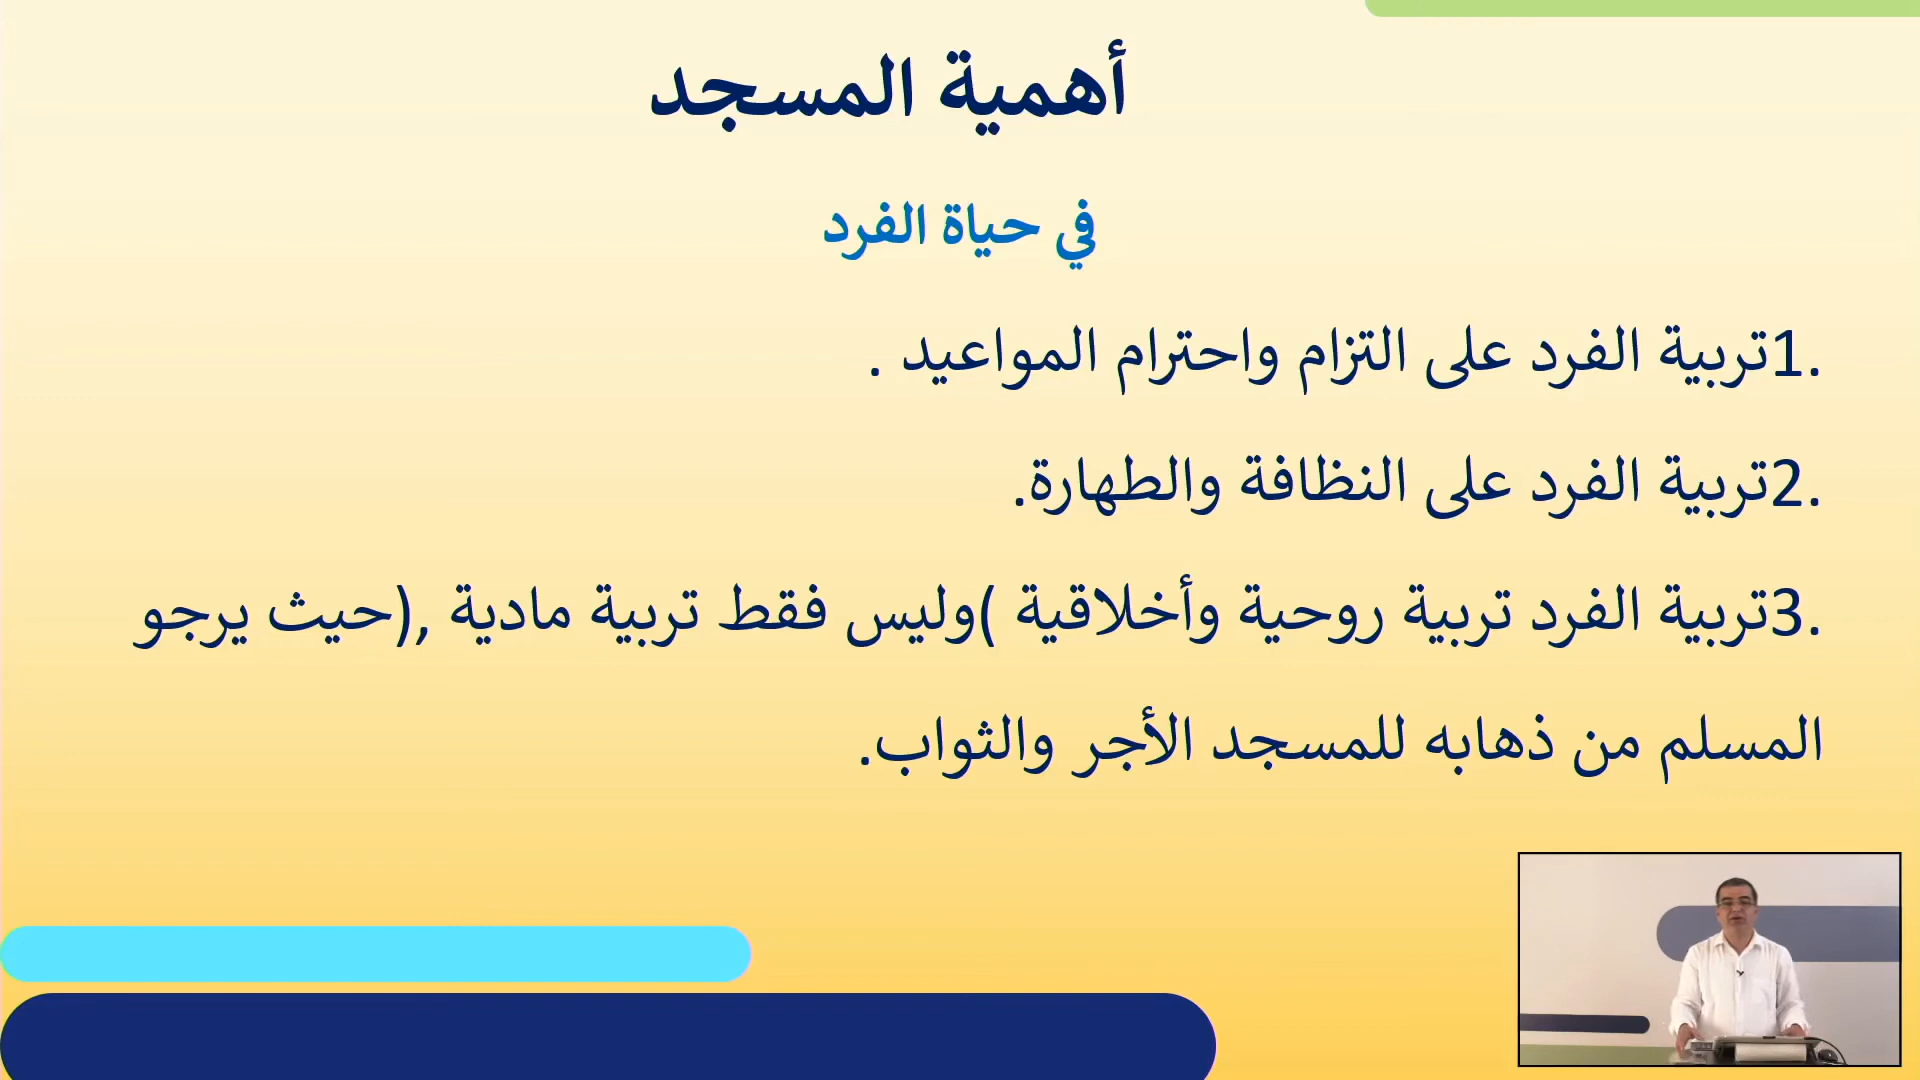 أهمية المسجد
في حياة الفرد
.1تربية الفرد على التزام واحترام المواعيد .
.2تربية الفرد على النظافة والطهارة.
.3تربية الفرد تربية روحية وأخلاقية )وليس فقط تربية مادية ,(حيث يرجو
المسلم من ذهابه للمسجد الأجر والثواب.